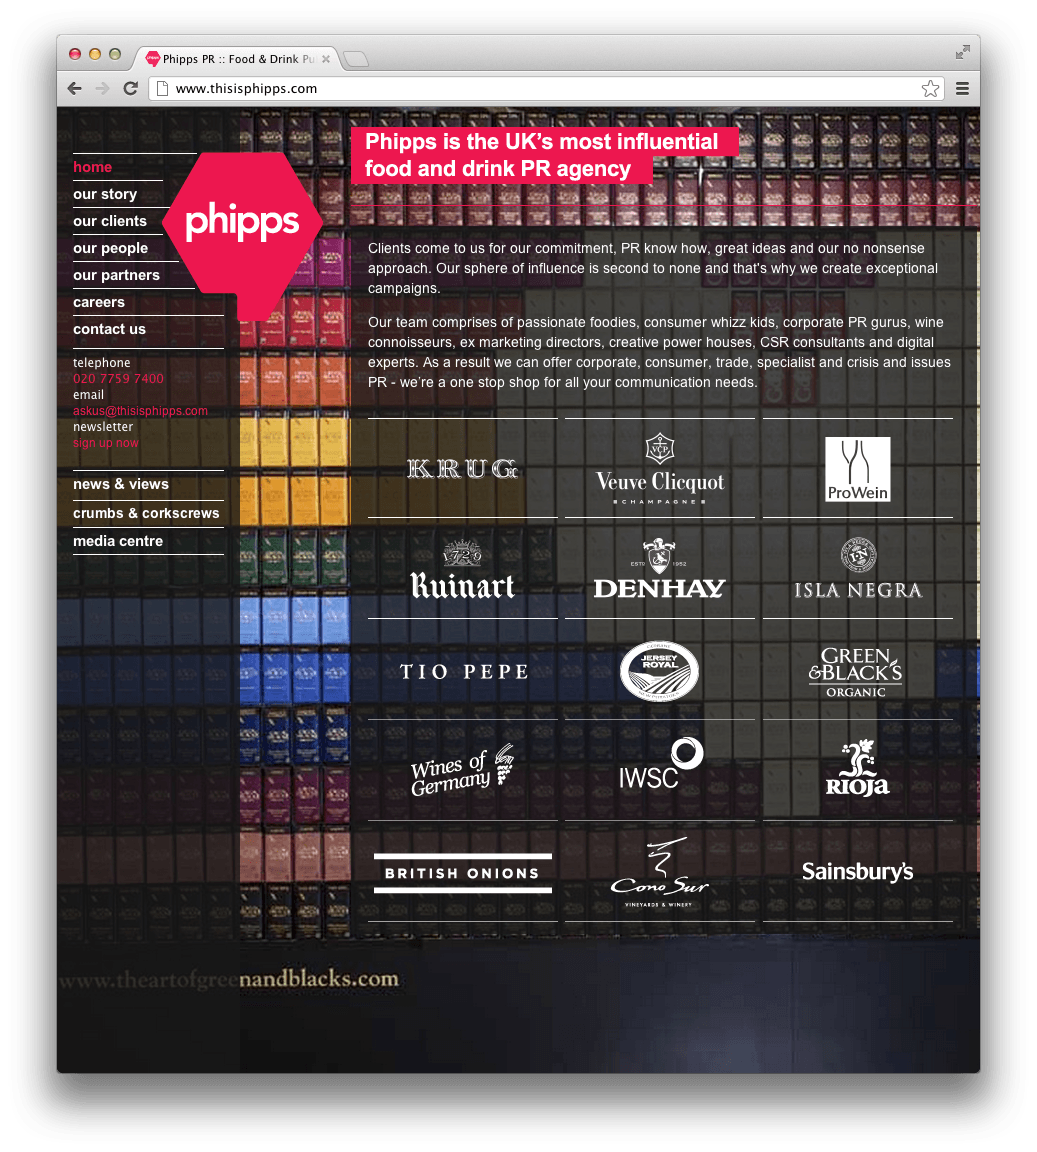 Phipps PR :: Food & Drink Pu
www.thisisphipps.com
Phipps is the UK's most influential
food and drink PR agency
home
our story
our clients
our people
our partners
careers
contact us
phipps
telephone
020 7759 7400
email
askus@thisisphipps.com
newsletter
sign up now
news & views
crumbs & corkscrews
media centre
Clients come to us for our commitment, PR know how, great ideas and our no nonsense
approach. Our sphere of influence is second to none and that's why we create exceptional
campaigns.
Our team comprises of passionate foodies, consumer whizz kids, corporate PR gurus, wine
connoisseurs, ex marketing directors, creative power houses, CSR consultants and digital
experts. As a result we can offer corporate, consumer, trade, specialist and crisis and issues
PR - we're a one stop shop for all your communication needs.
KRUG
VCP
Veuve Clicquot
CHAMPAGNE
ProWein
1729
Ruinart
ESTD 1952
DENHAY
ISLA NEGRA
TIO PEPE
JERSEY
ROYAL
GREEN
&BLACK'S
ORGANIC
Wines of
Germany
IWSC
RIOJA
BRITISH ONIONS
Cono Sur
VINEYARDS & WINERY
Sainsbury's
www.theartofgreenandblacks.com